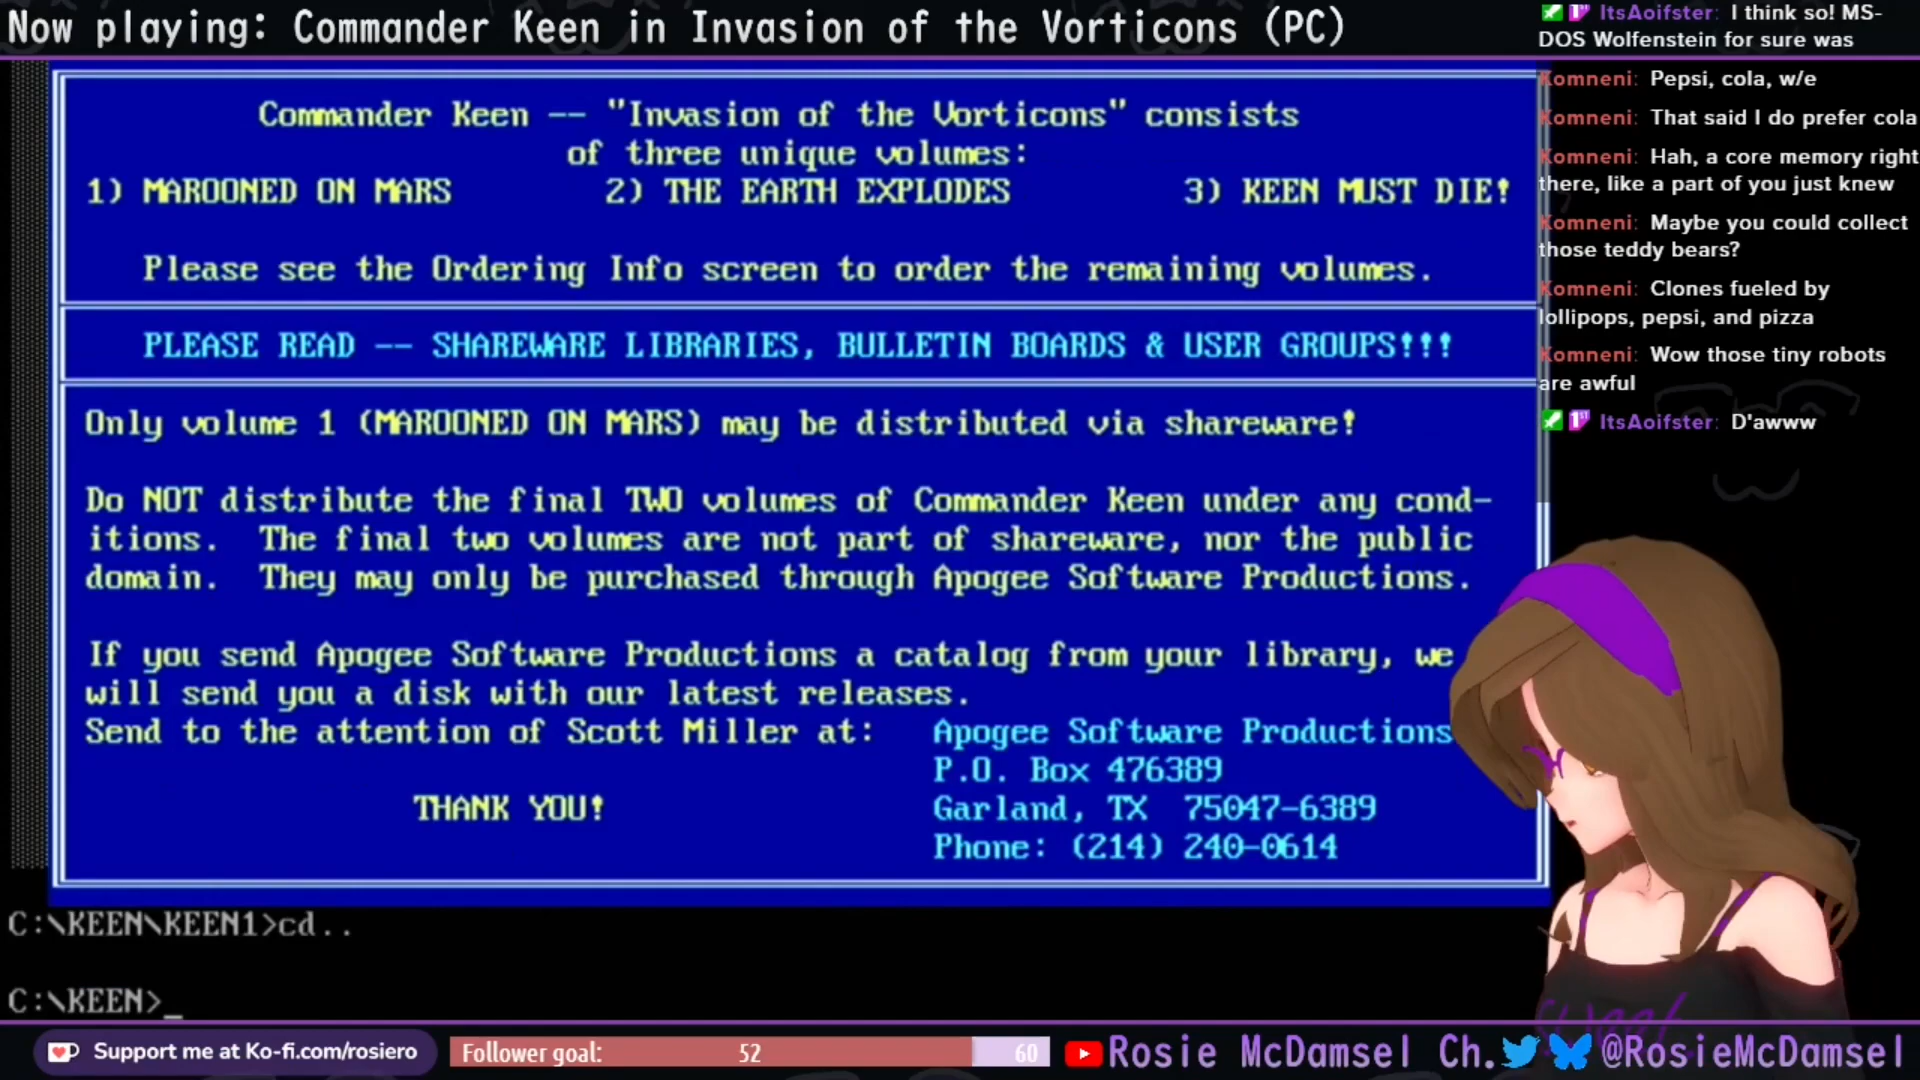 Now playing: Commander Keen in Invasion of the Vorticons (PC)
Commander Keen -- "Invasion of the Vorticons" consists
of three unique volumes:
1) MAROONED ON MARS 2) THE EARTH EXPLODES 3) KEEN MUST DIE!
Please see the Ordering Info screen to order the remaining volumes.
PLEASE READ -- SHAREWARE LIBRARIES, BULLETIN BOARDS & USER GROUPS!!!
Only volume 1 (MAROONED ON MARS) may be distributed via shareware!
Do NOT distribute the final TWO volumes of Commander Keen under any cond-
itions. The final two volumes are not part of shareware, nor the public
domain. They may only be purchased through Apogee Software Productions.
If you send Apogee Software Productions a catalog from your library, we
will send you a disk with our latest releases.
Send to the attention of Scott Miller at: Apogee Software Productions
P.O. Box 476389
THANK YOU! Garland, TX 75047-6389
Phone: (214) 240-0614
C:\KEEN\KEEN1>cd..
C:\KEEN>_
ItsAoifster: I think so! MS-
DOS Wolfenstein for sure was
Komneni: Pepsi, cola, w/e
Komneni: That said I do prefer cola
Komneni: Hah, a core memory right
there, like a part of you just knew
Komneni: Maybe you could collect
those teddy bears?
Komneni: Clones fueled by
lollipops, pepsi, and pizza
Komneni: Wow those tiny robots
are awful
ItsAoifster: D'awww
Support me at Ko-fi.com/rosiero
Follower goal: 52 60
Rosie McDamsel Ch. @RosieMcDamsel